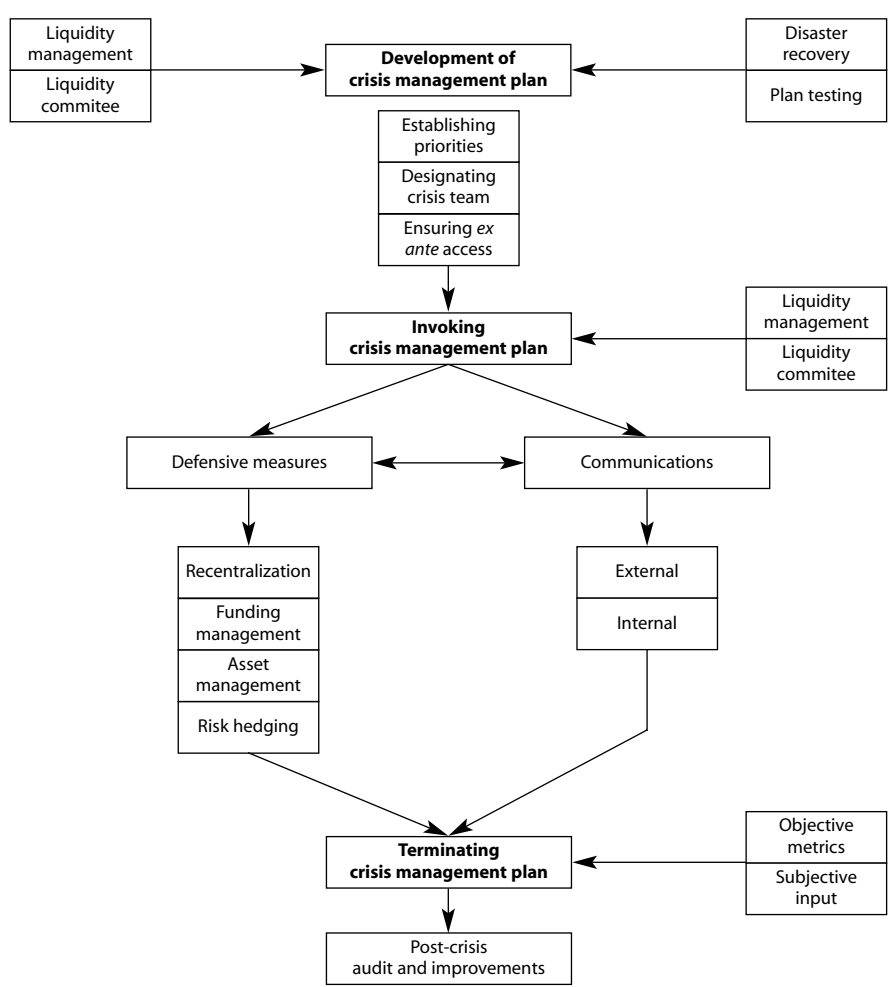 Liquidity
management
Liquidity
commitee
Development of
crisis management plan
Disaster
recovery
Plan testing
Establishing
priorities
Designating
crisis team
Ensuring ex
ante access
Invoking
crisis management plan
Liquidity
management
Liquidity
commitee
Defensive measures
Communications
Recentralization
Funding
management
Asset
management
Risk hedging
External
Internal
Terminating
crisis management plan
Objective
metrics
Subjective
input
Post-crisis
audit and improvements